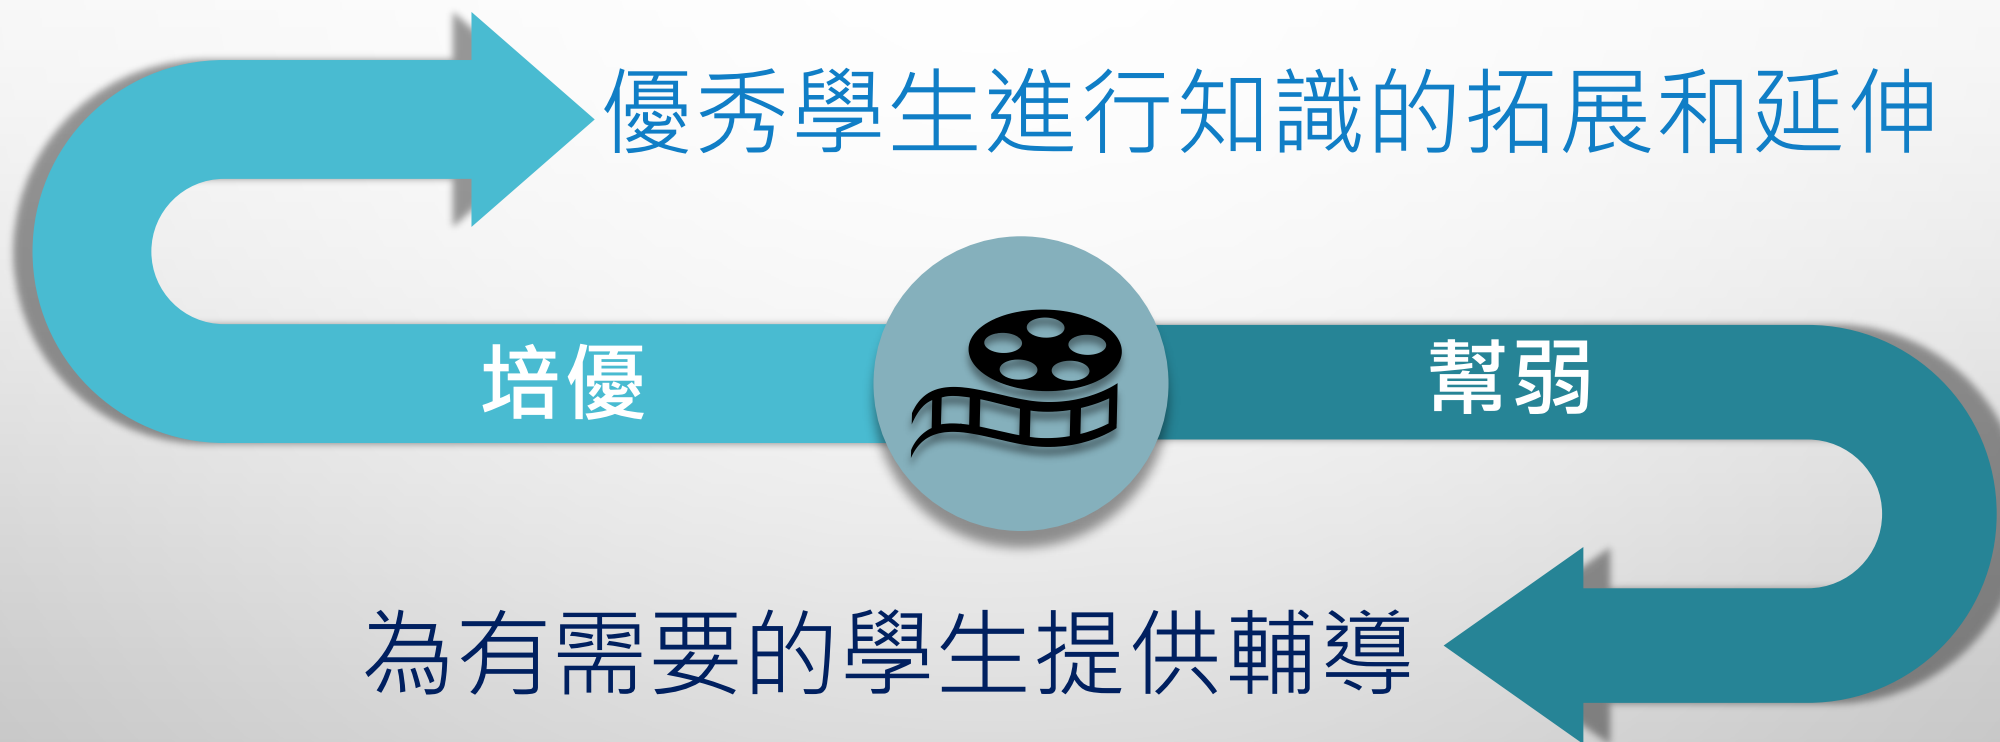 優秀學生進行知識的拓展和延伸
培優
幫弱
為有需要的學生提供輔導